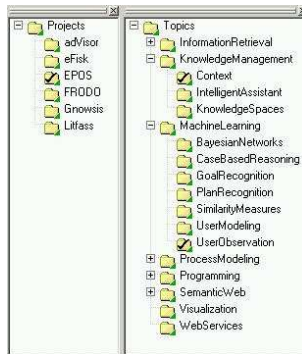 Projects
adVisor
eFisk
EPOS
FRODO
Gnowsis
Litfass
Topics
InformationRetrieval
KnowledgeManagement
Context
IntelligentAssistant
KnowledgeSpaces
MachineLearning
BayesianNetworks
CaseBasedReasoning
GoalRecognition
PlanRecognition
SimilarityMeasures
UserModeling
UserObservation
ProcessModeling
Programming
SemanticWeb
Visualization
WebServices